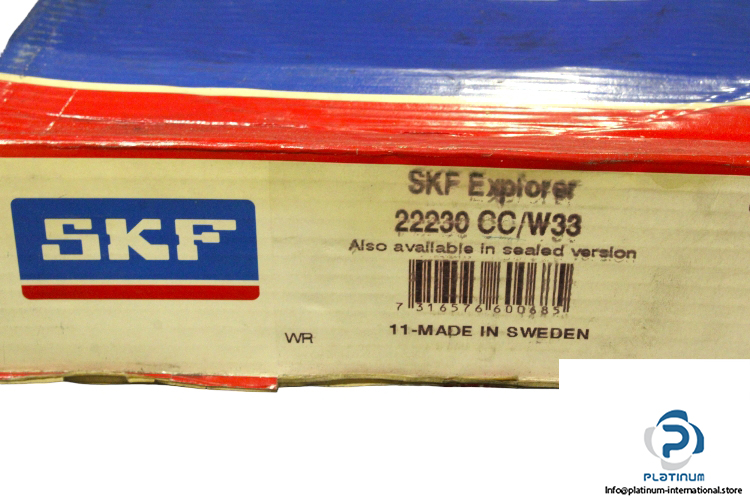 SKF
SKF Explorer
22230 CC/W33
Also available in sealed version
7 316576 600685
11-MADE IN SWEDEN
WR
PLATINUM
Info@platinum-international.store